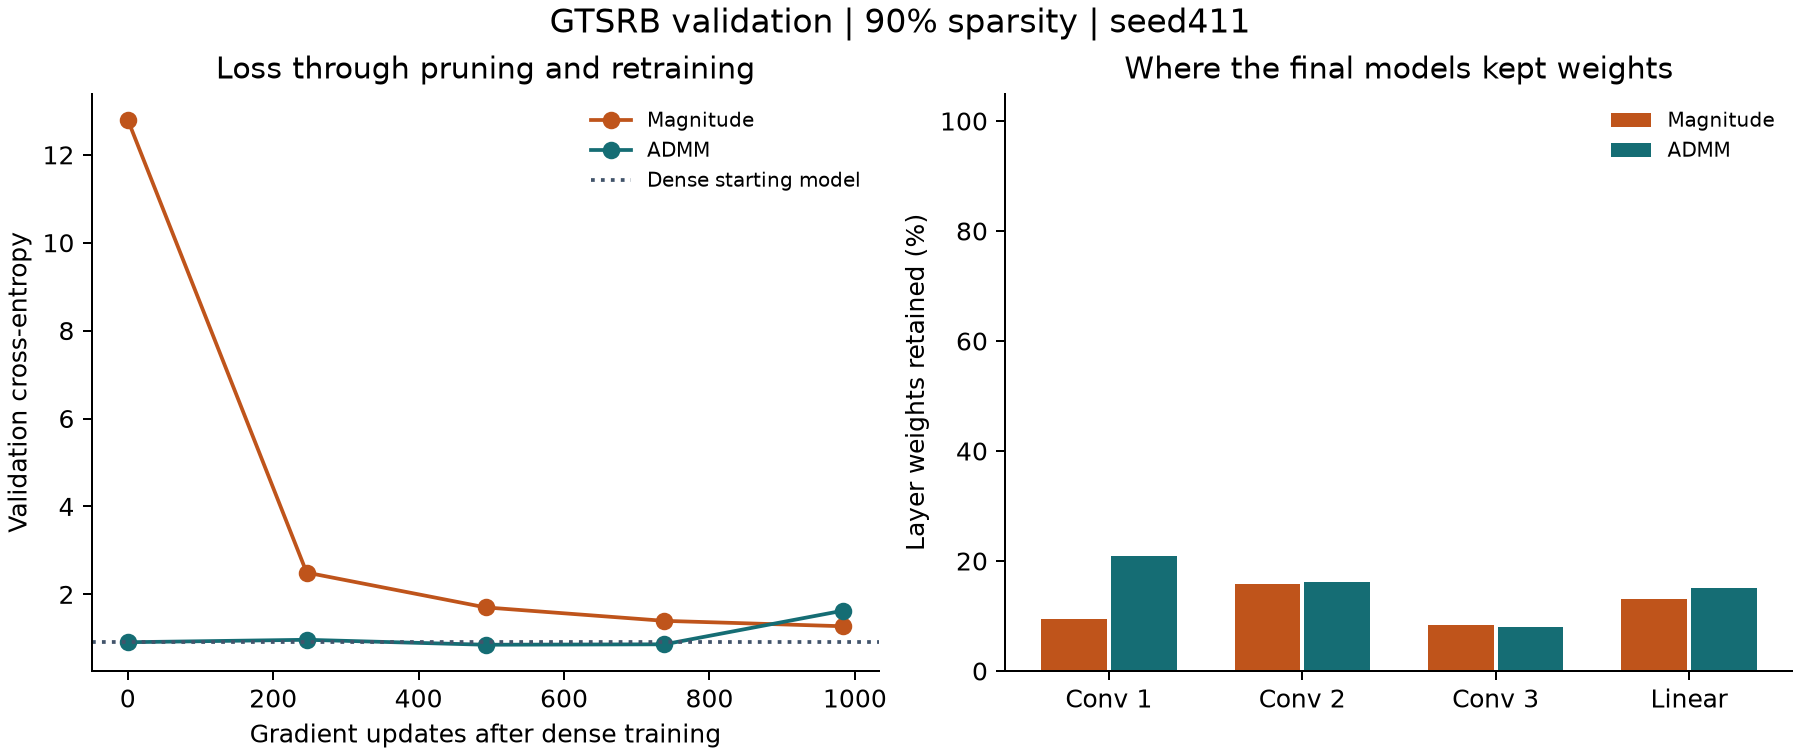 GTSRB validation | 90% sparsity | seed411
Loss through pruning and retraining
Validation cross-entropy
12
10
8
6
4
2
Magnitude
ADMM
Dense starting model
0 200 400 600 800 1000
Gradient updates after dense training
Where the final models kept weights
Layer weights retained (%)
100
80
60
40
20
0
Magnitude
ADMM
Conv 1 Conv 2 Conv 3 Linear